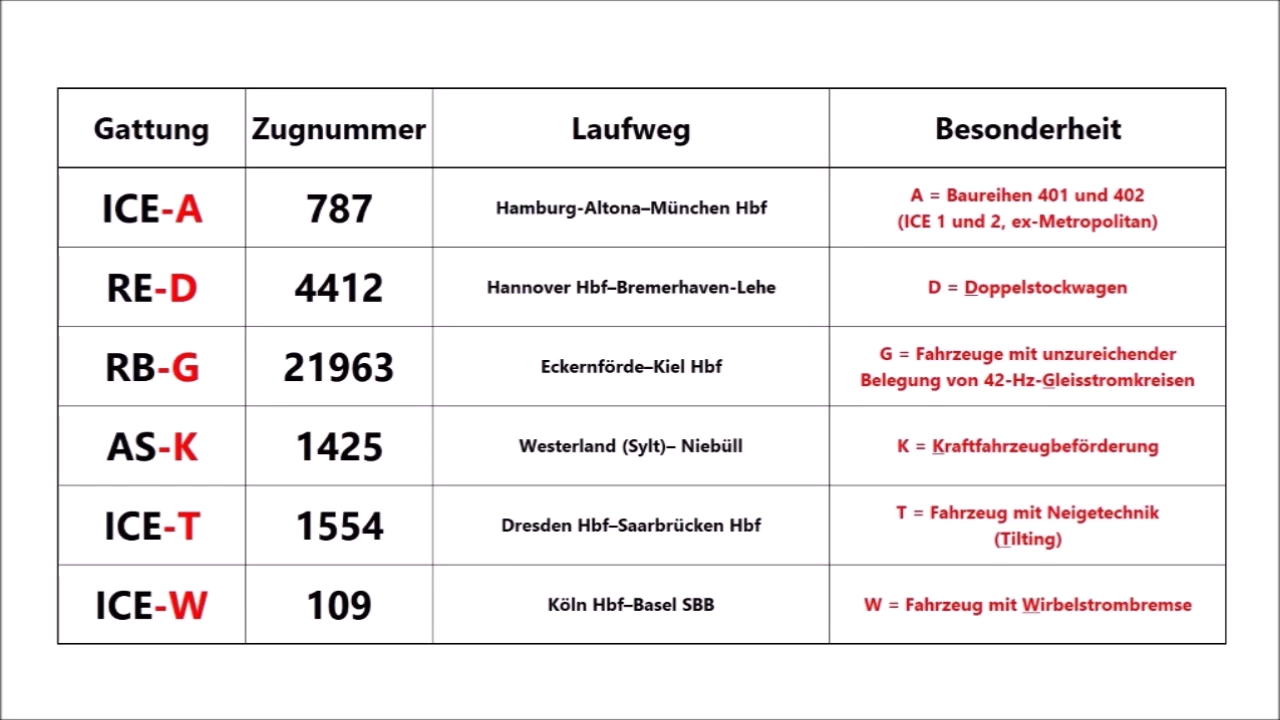 Gattung Zugnummer Laufweg Besonderheit
ICE-A 787 Hamburg-Altona–München Hbf A = Baureihen 401 und 402
(ICE 1 und 2, ex-Metropolitan)
RE-D 4412 Hannover Hbf–Bremerhaven-Lehe D = Doppelstockwagen
RB-G 21963 Eckernförde–Kiel Hbf G = Fahrzeuge mit unzureichender
Belegung von 42-Hz-Gleisstromkreisen
AS-K 1425 Westerland (Sylt)– Niebüll K = Kraftfahrzeugbeförderung
ICE-T 1554 Dresden Hbf–Saarbrücken Hbf T = Fahrzeug mit Neigetechnik
(Tilting)
ICE-W 109 Köln Hbf–Basel SBB W = Fahrzeug mit Wirbelstrombremse